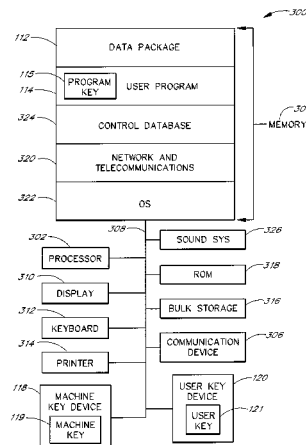 300
112
DATA PACKAGE
115
PROGRAM KEY
USER PROGRAM
114
324
CONTROL DATABASE
30
MEMORY
320
NETWORK AND TELECOMMUNICATIONS
322
OS
302
308
PROCESSOR
SOUND SYS
326
310
DISPLAY
ROM
318
312
KEYBOARD
BULK STORAGE
316
314
PRINTER
COMMUNICATION DEVICE
306
118
MACHINE KEY DEVICE
119
MACHINE KEY
USER KEY DEVICE
120
USER KEY
121